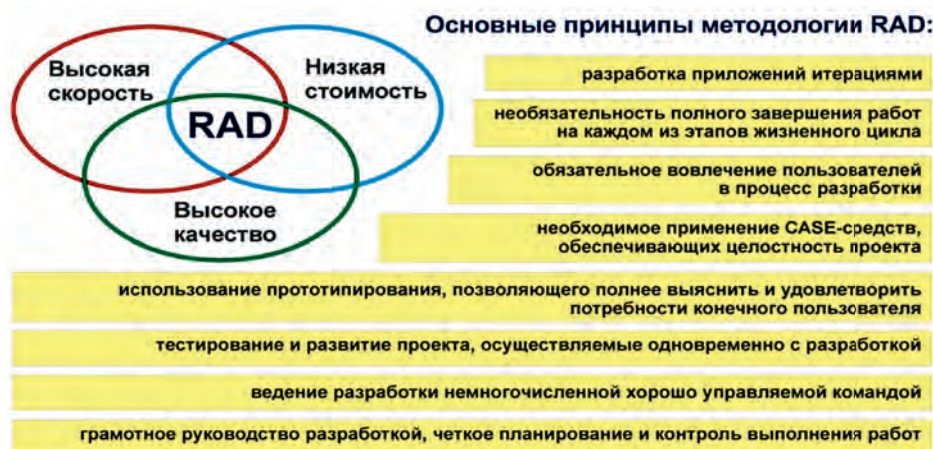 Основные принципы методологии RAD:
Высокая
скорость
Низкая
стоимость
RAD
Высокое
качество
разработка приложений итерациями
необязательность полного завершения работ
на каждом из этапов жизненного цикла
обязательное вовлечение пользователей
в процесс разработки
необходимое применение CASE-средств,
обеспечивающих целостность проекта
использование прототипирования, позволяющего полнее выяснить и удовлетворить
потребности конечного пользователя
тестирование и развитие проекта, осуществляемые одновременно с разработкой
ведение разработки немногочисленной хорошо управляемой командой
грамотное руководство разработкой, четкое планирование и контроль выполнения работ